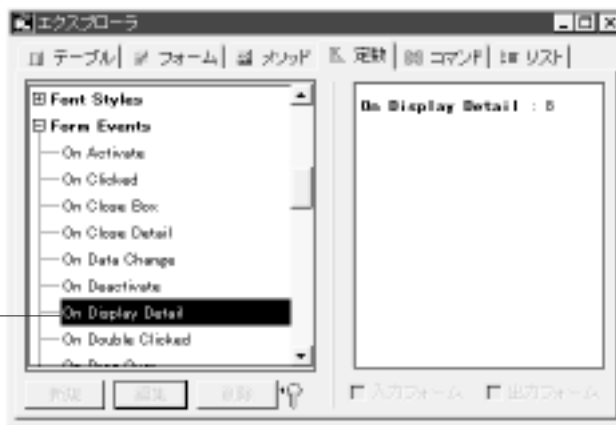 エクスプローラ
テーブル フォーム メソッド 定数 コマンド リスト
Font Styles
Form Events
On Activate
On Clicked
On Close Box
On Close Detail
On Data Change
On Deactivate
On Display Detail
On Double Clicked
On Drag Over
On Display Detail : 8
新規 編集 削除
入力フォーム 出力フォーム